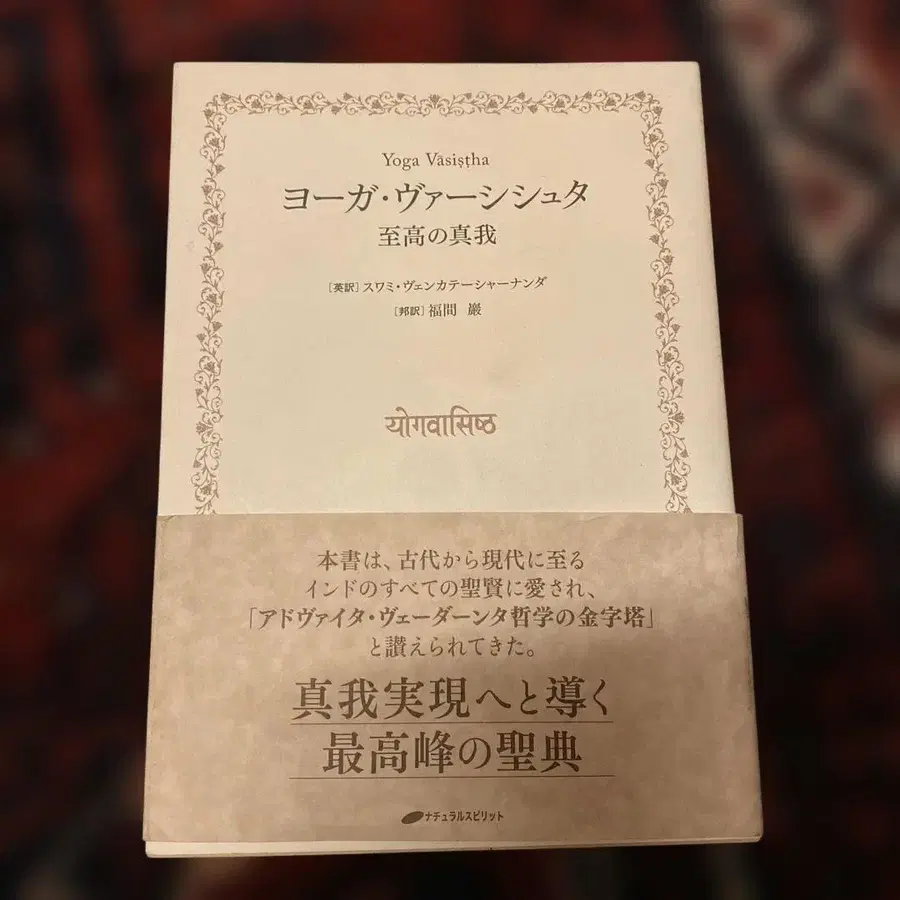 Yoga Vāsiṣṭha
ヨーガ・ヴァーシシュタ
至高の真我
［英訳］スワミ・ヴェンカテーシャーナンダ
［邦訳］福間 巖
योगवासिष्ठ
本書は、古代から現代に至る
インドのすべての聖賢に愛され、
「アドヴァイタ・ヴェーダーンタ哲学の金字塔」
と讃えられてきた。
真我実現へと導く
最高峰の聖典
ナチュラルスピリット